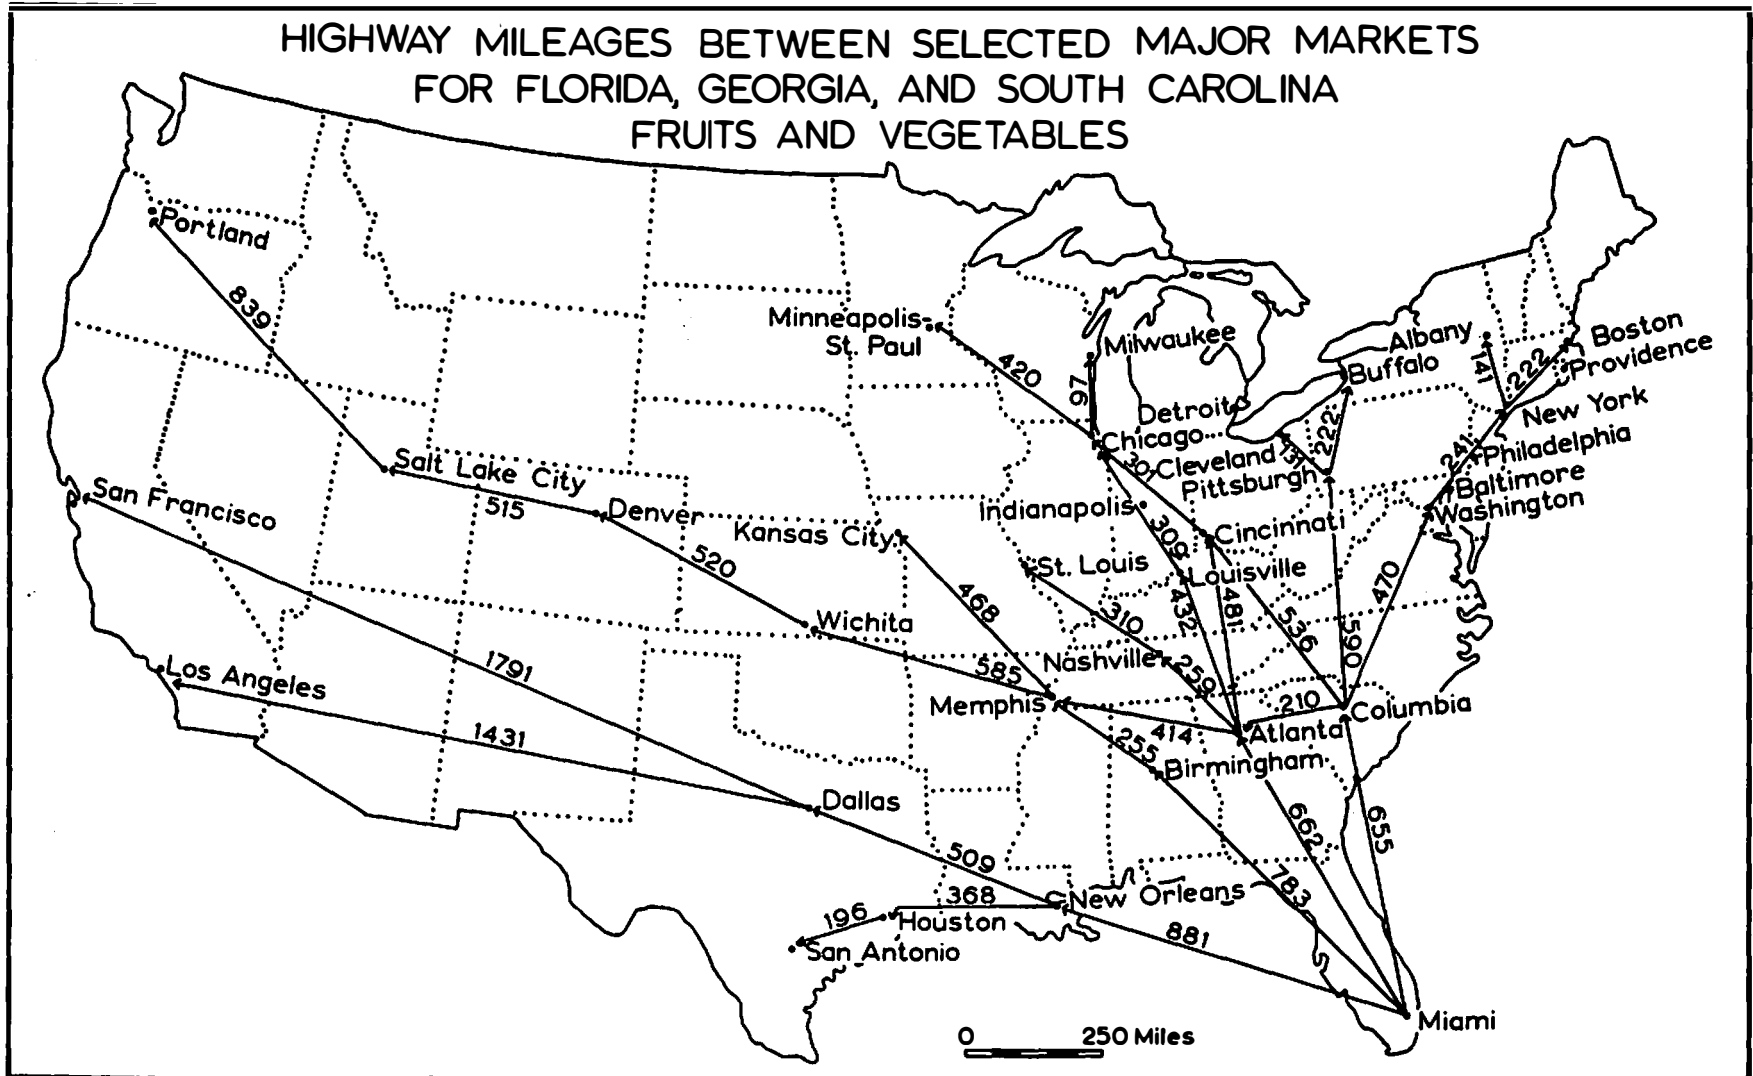 HIGHWAY MILEAGES BETWEEN SELECTED MAJOR MARKETS
FOR FLORIDA, GEORGIA, AND SOUTH CAROLINA
FRUITS AND VEGETABLES
Portland
839
Minneapolis-
St. Paul
420
Milwaukee
97
Albany
Buffalo
141
222
Boston
Providence
Detroit
Chicago
New York
222
241
Philadelphia
Baltimore
Washington
301
Cleveland
131
Pittsburgh
Salt Lake City
515
San Francisco
Denver
520
Kansas City
Indianapolis
309
Cincinnati
St. Louis
Louisville
468
310
432
481
536
590
470
Wichita
585
Nashville
259
Los Angeles
1791
1431
Memphis
414
210
Columbia
Atlanta
255
Birmingham
Dallas
509
662
655
783
368
New Orleans
196
Houston
San Antonio
881
Miami
0 250 Miles